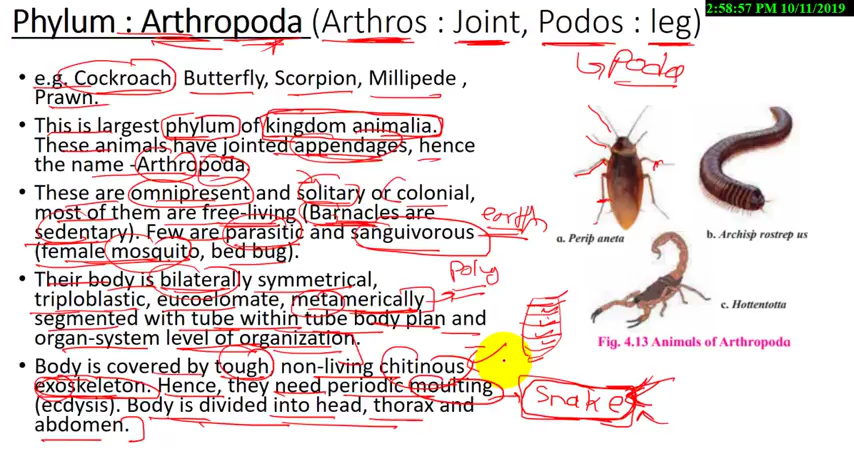 2:58:57 PM 10/11/2019
Phylum : Arthropoda (Arthros : Joint, Podos : leg)
Poda
• e.g. Cockroach Butterfly, Scorpion, Millipede ,
Prawn.
• This is largest phylum of kingdom animalia.
These animals have jointed appendages, hence
the name -Arthropoda.
• These are omnipresent and solitary or colonial,
most of them are free-living (Barnacles are
sedentary). Few are parasitic and sanguivorous
(female mosquito, bed bug).
earth
• Their body is bilaterally symmetrical,
triploblastic, eucoelomate, metamerically
segmented with tube within tube body plan and
organ-system level of organization.
poly
• Body is covered by tough non-living chitinous
exoskeleton. Hence, they need periodic moulting
(ecdysis). Body is divided into head, thorax and
abdomen.
Snake
a. Perip aneta
b. Archisp rostrep us
c. Hottentotta
Fig. 4.13 Animals of Arthropoda